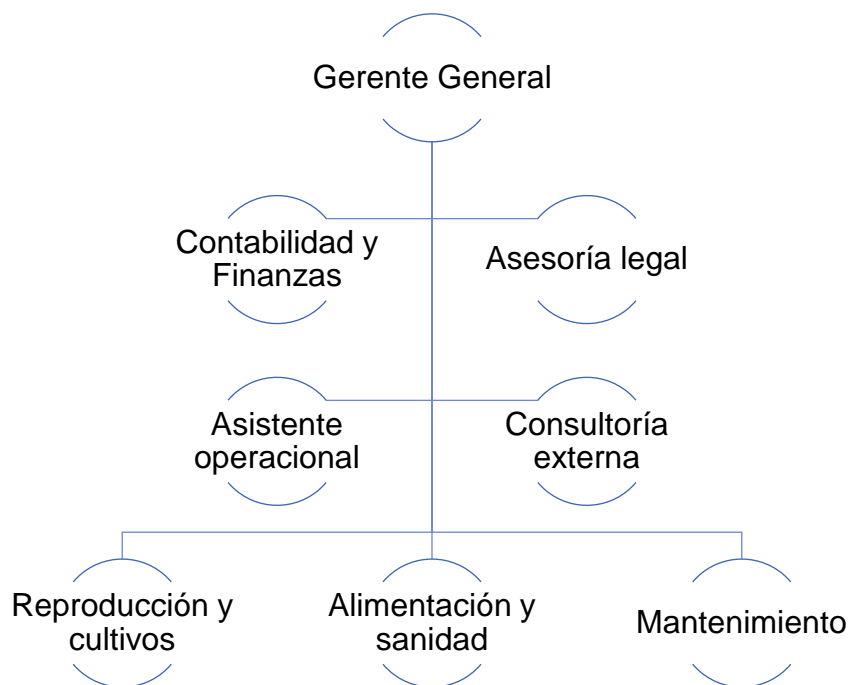 Gerente General
Contabilidad y
Finanzas
Asesoría legal
Asistente
operacional
Consultoría
externa
Reproducción y
cultivos
Alimentación y
sanidad
Mantenimiento